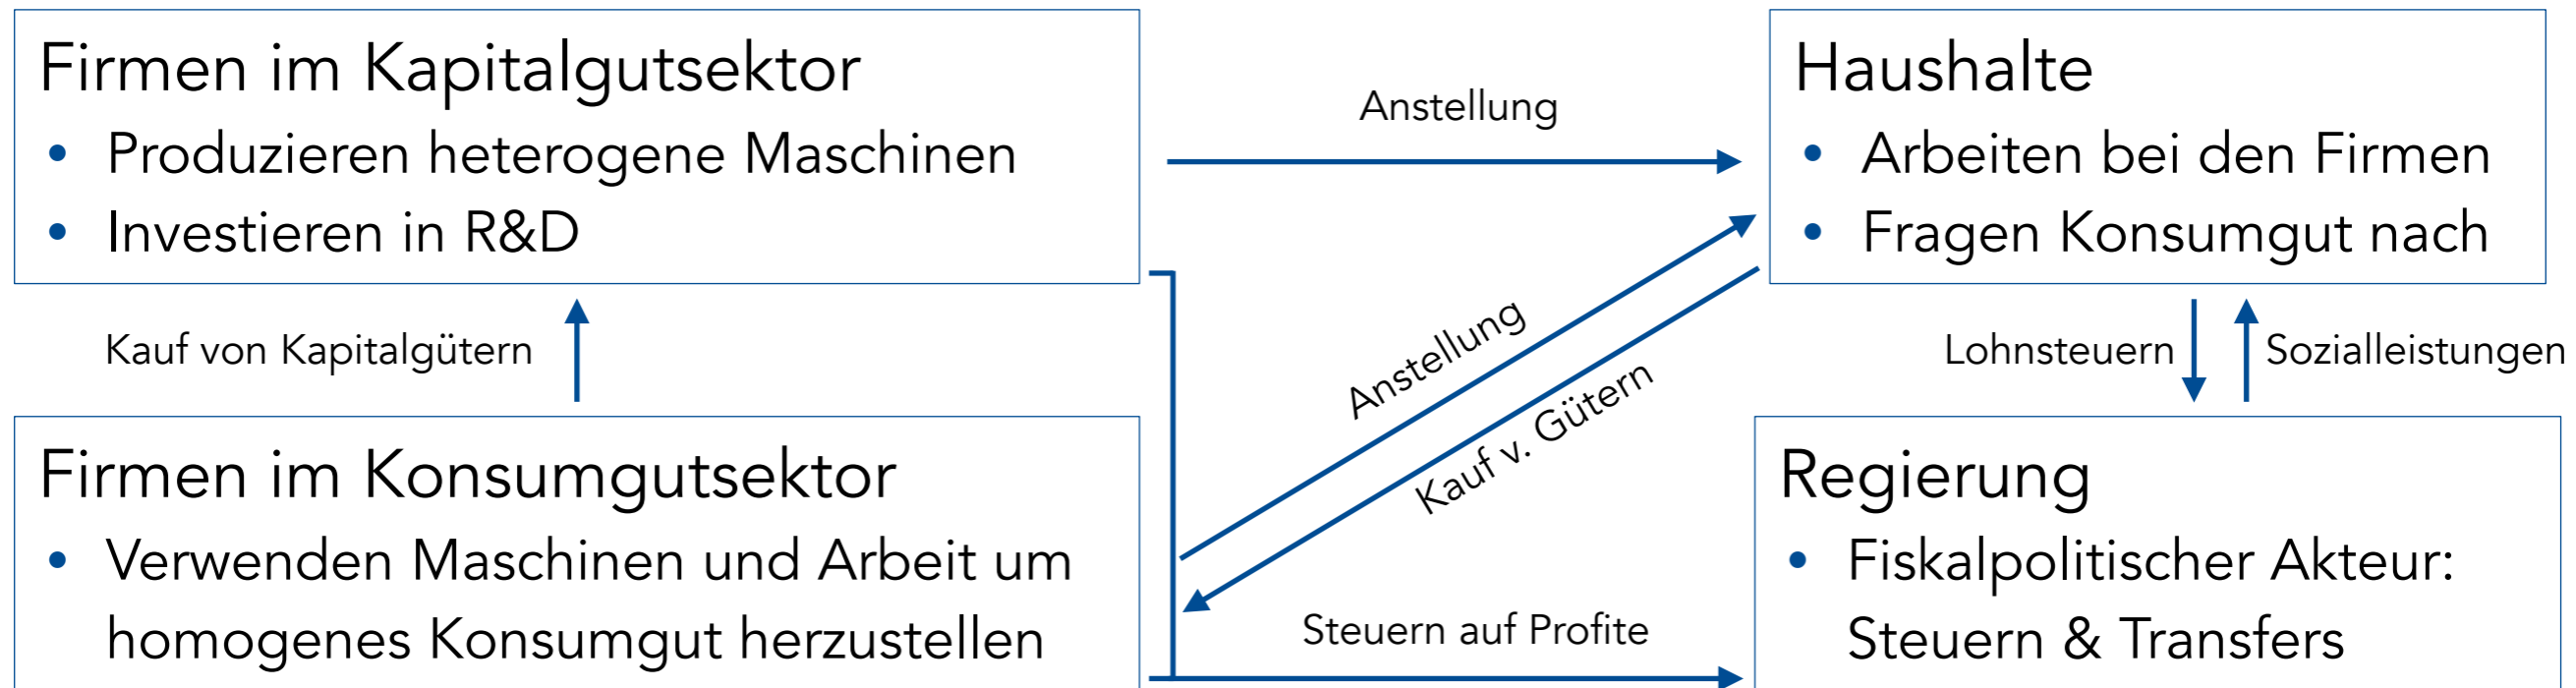 Firmen im Kapitalgutsektor
• Produzieren heterogene Maschinen
• Investieren in R&D
Anstellung
Haushalte
• Arbeiten bei den Firmen
• Fragen Konsumgut nach
Kauf von Kapitalgütern
Anstellung
Kauf v. Gütern
Lohnsteuern
Sozialleistungen
Firmen im Konsumgutsektor
• Verwenden Maschinen und Arbeit um
homogenes Konsumgut herzustellen
Steuern auf Profite
Regierung
• Fiskalpolitischer Akteur:
Steuern & Transfers